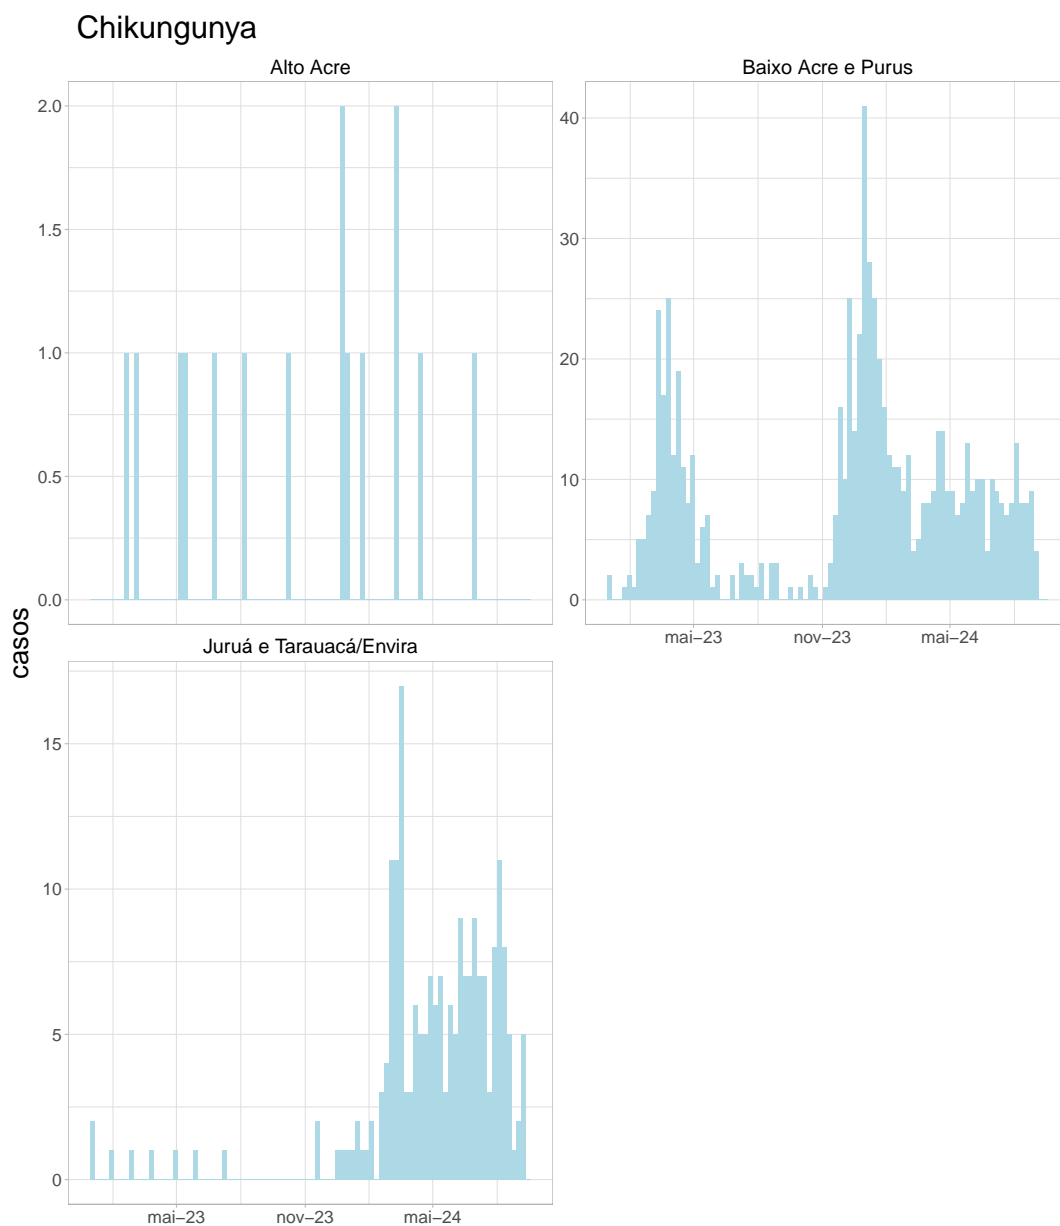 Chikungunya
Alto Acre
Baixo Acre e Purus
2.0
1.5
1.0
0.5
0.0
40
30
20
10
0
mai–23
nov–23
mai–24
casos
Juruá e Tarauacá/Envira
15
10
5
0
mai–23
nov–23
mai–24